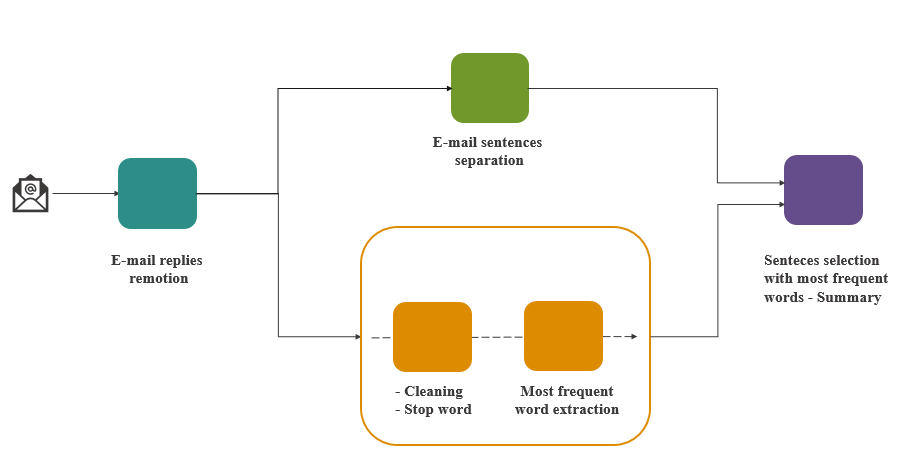 @
E-mail sentences
separation
E-mail replies
remotion
Senteces selection
with most frequent
words - Summary
- Cleaning
- Stop word
Most frequent
word extraction